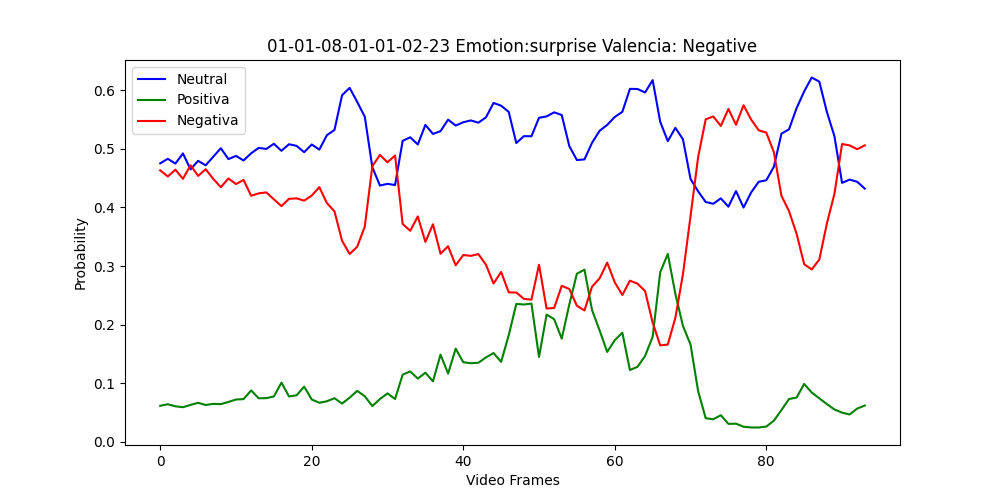 01-01-08-01-01-02-23 Emotion:surprise Valencia: Negative
Neutral
Positiva
Negativa
Probability
0.6
0.5
0.4
0.3
0.2
0.1
0.0
0 20 40 60 80
Video Frames